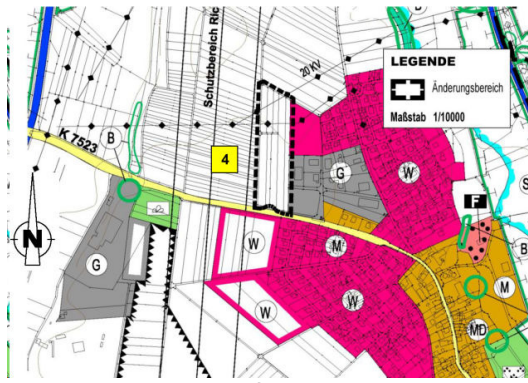 B
Schutzbereich Ric
20 KV
LEGENDE
Änderungsbereich
Maßstab 1/10000
K 7523
B
4
G
W
F
S
N
G
W
M
B
W
W
M
MD